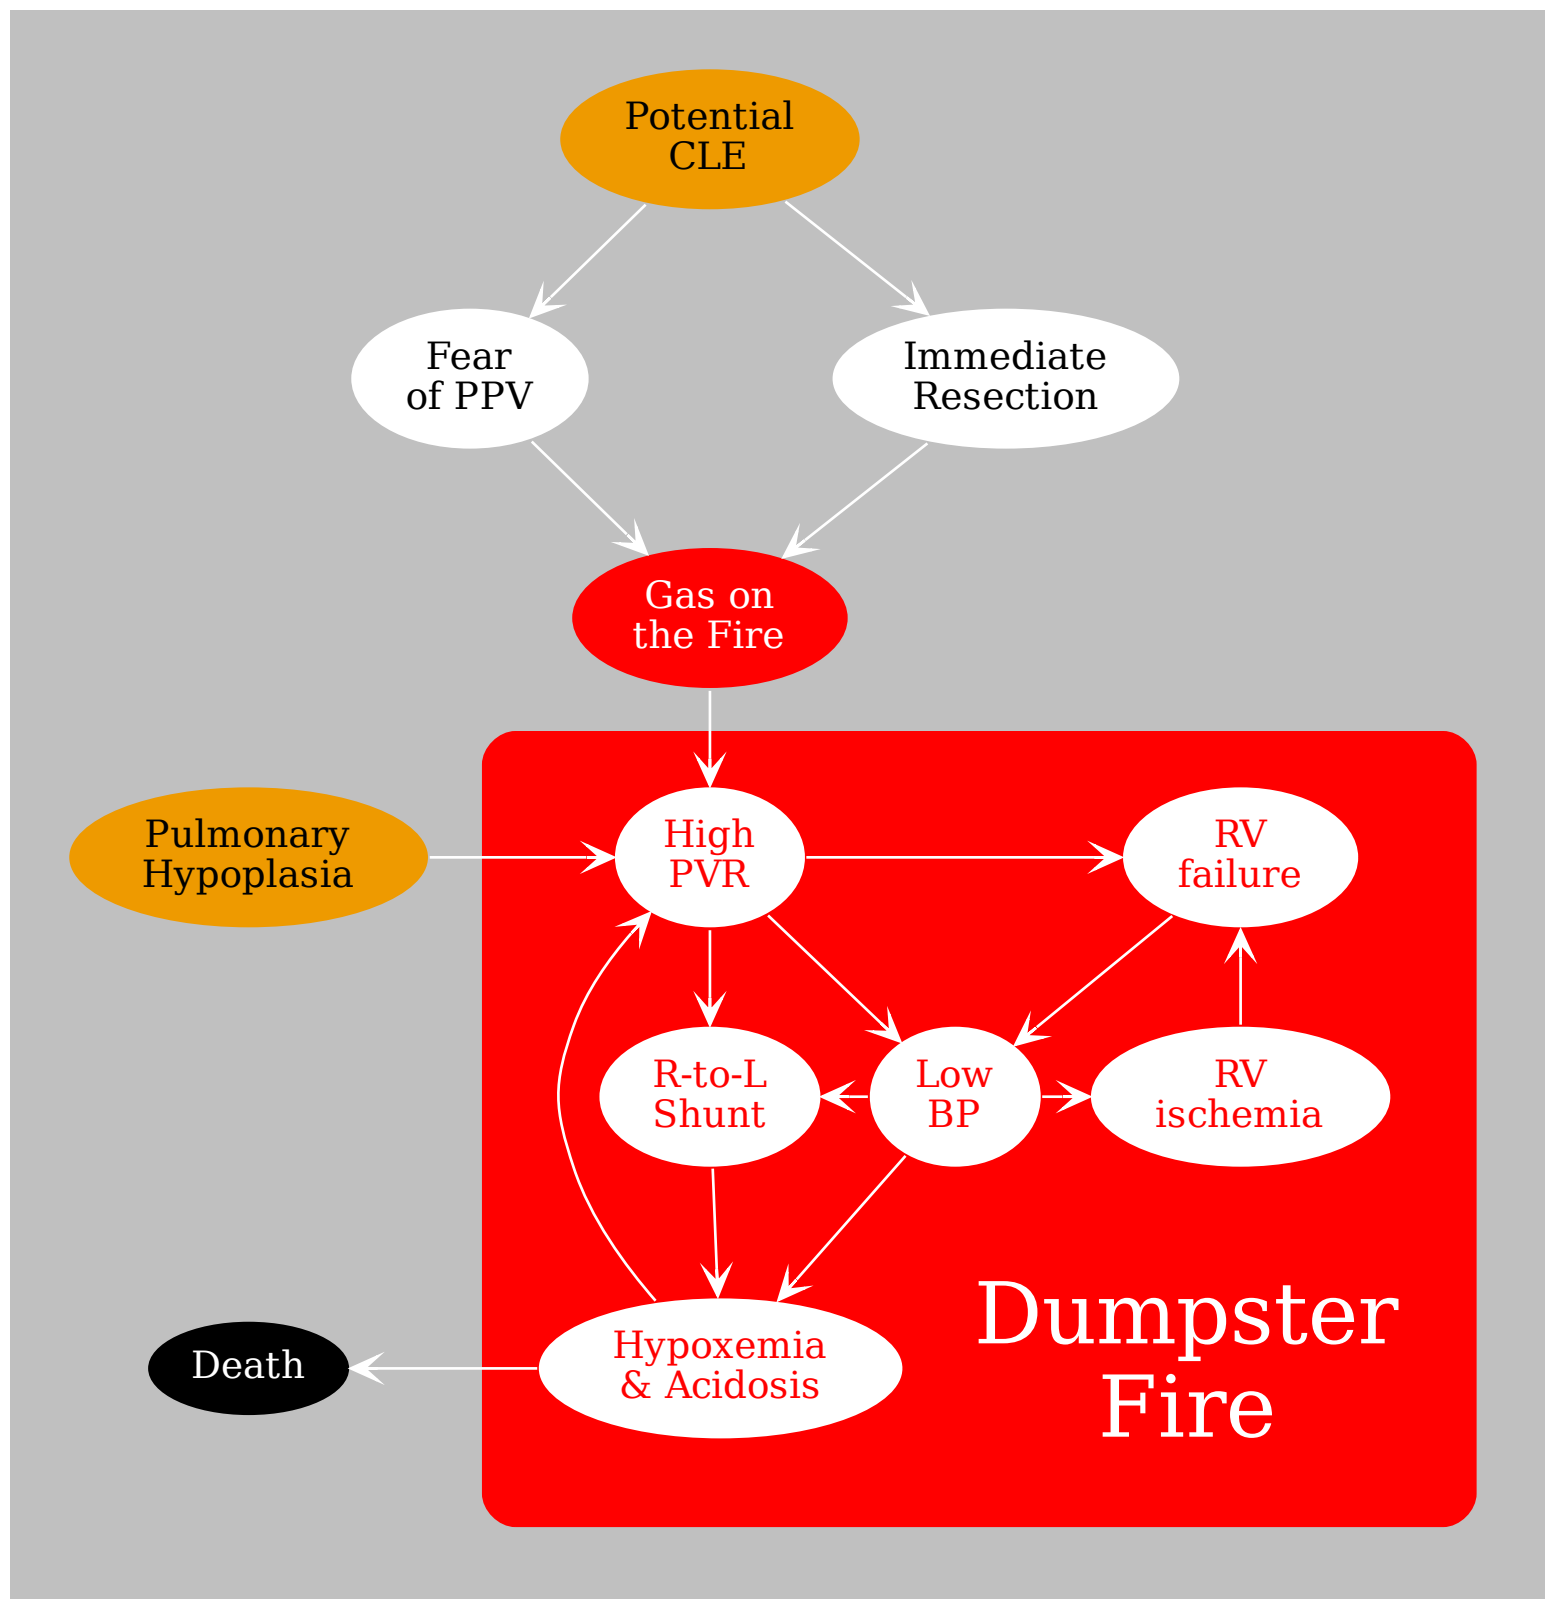 Potential
CLE
Fear
of PPV
Immediate
Resection
Gas on
the Fire
Pulmonary
Hypoplasia
High
PVR
RV
failure
R-to-L
Shunt
Low
BP
RV
ischemia
Death
Hypoxemia
& Acidosis
Dumpster
Fire